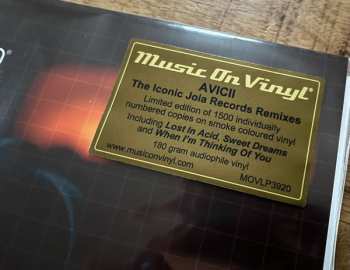 Music On Vinyl®
AVICII
The Iconic Joia Records Remixes
Limited edition of 1500 individually
numbered copies on smoke coloured vinyl
Including Lost In Acid, Sweet Dreams
and When I'm Thinking Of You
180 gram audiophile vinyl
www.musiconvinyl.com
MOVLP3920